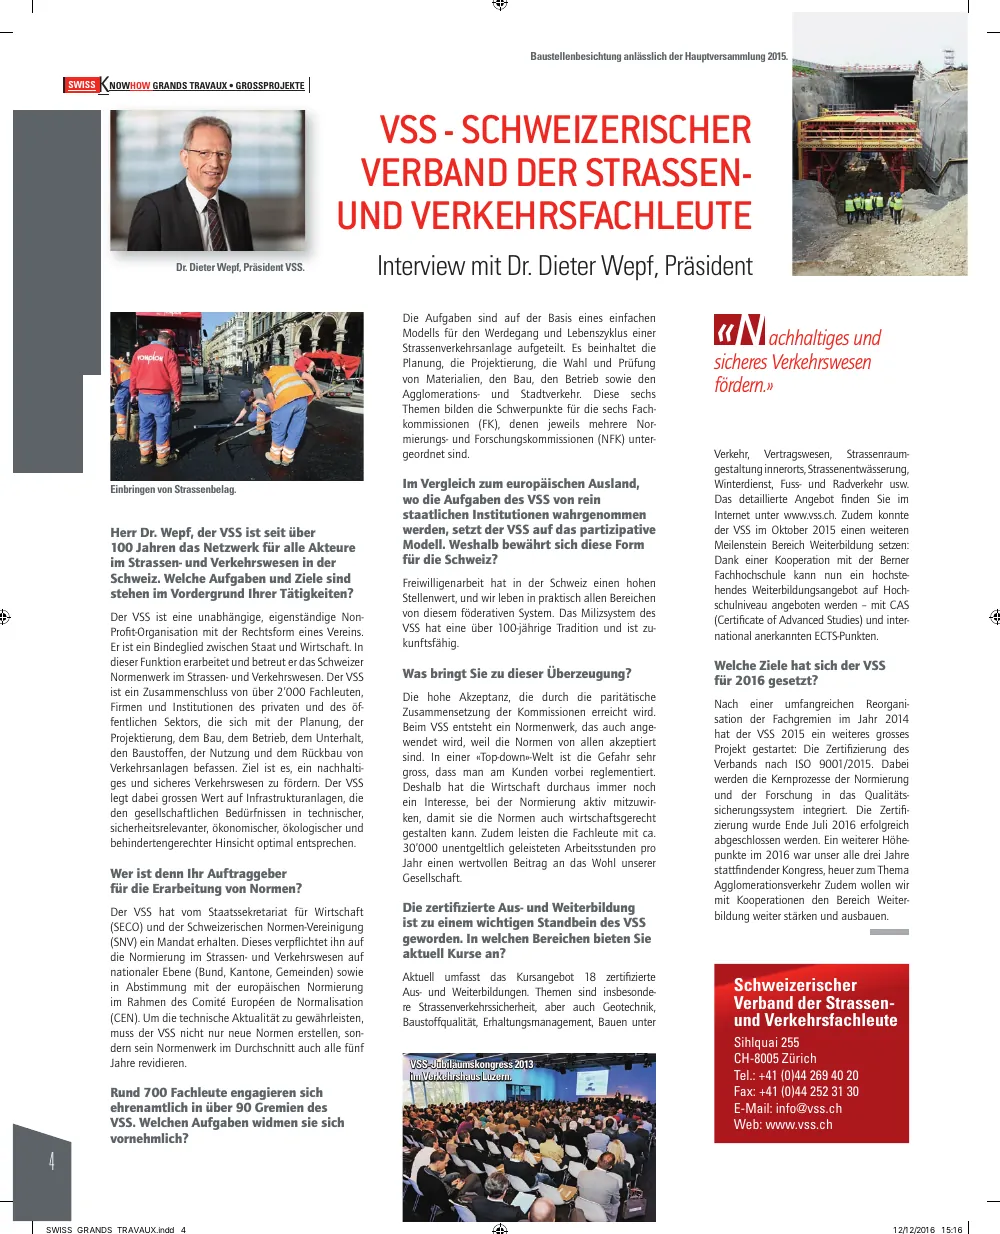 Baustellenbesichtung anlässlich der Hauptversammlung 2015.
SWISS KNOWHOW GRANDS TRAVAUX • GROSSPROJEKTE
VSS - SCHWEIZERISCHER
VERBAND DER STRASSEN-
UND VERKEHRSFACHLEUTE
Interview mit Dr. Dieter Wepf, Präsident
Dr. Dieter Wepf, Präsident VSS.
Einbringen von Strassenbelag.
Herr Dr. Wepf, der VSS ist seit über
100 Jahren das Netzwerk für alle Akteure
im Strassen- und Verkehrswesen in der
Schweiz. Welche Aufgaben und Ziele sind
stehen im Vordergrund Ihrer Tätigkeiten?
Der VSS ist eine unabhängige, eigenständige Non-
Profit-Organisation mit der Rechtsform eines Vereins.
Er ist ein Bindeglied zwischen Staat und Wirtschaft. In
dieser Funktion erarbeitet und betreut er das Schweizer
Normenwerk im Strassen- und Verkehrswesen. Der VSS
ist ein Zusammenschluss von über 2'000 Fachleuten,
Firmen und Institutionen des privaten und des öf-
fentlichen Sektors, die sich mit der Planung, der
Projektierung, dem Bau, dem Betrieb, dem Unterhalt,
den Baustoffen, der Nutzung und dem Rückbau von
Verkehrsanlagen befassen. Ziel ist es, ein nachhalti-
ges und sicheres Verkehrswesen zu fördern. Der VSS
legt dabei grossen Wert auf Infrastrukturanlagen, die
den gesellschaftlichen Bedürfnissen in technischer,
sicherheitsrelevanter, ökonomischer, ökologischer und
behindertengerechter Hinsicht optimal entsprechen.
Wer ist denn Ihr Auftraggeber
für die Erarbeitung von Normen?
Der VSS hat vom Staatssekretariat für Wirtschaft
(SECO) und der Schweizerischen Normen-Vereinigung
(SNV) ein Mandat erhalten. Dieses verpflichtet ihn auf
die Normierung im Strassen- und Verkehrswesen auf
nationaler Ebene (Bund, Kantone, Gemeinden) sowie
in Abstimmung mit der europäischen Normierung
im Rahmen des Comité Européen de Normalisation
(CEN). Um die technische Aktualität zu gewährleisten,
muss der VSS nicht nur neue Normen erstellen, son-
dern sein Normenwerk im Durchschnitt auch alle fünf
Jahre revidieren.
Rund 700 Fachleute engagieren sich
ehrenamtlich in über 90 Gremien des
VSS. Welchen Aufgaben widmen sie sich
vornehmlich?
Die Aufgaben sind auf der Basis eines einfachen
Modells für den Werdegang und Lebenszyklus einer
Strassenverkehrsanlage aufgeteilt. Es beinhaltet die
Planung, die Projektierung, die Wahl und Prüfung
von Materialien, den Bau, den Betrieb sowie den
Agglomerations- und Stadtverkehr. Diese sechs
Themen bilden die Schwerpunkte für die sechs Fach-
kommissionen (FK), denen jeweils mehrere Nor-
mierungs- und Forschungskommissionen (NFK) unter-
geordnet sind.
Im Vergleich zum europäischen Ausland,
wo die Aufgaben des VSS von rein
staatlichen Institutionen wahrgenommen
werden, setzt der VSS auf das partizipative
Modell. Weshalb bewährt sich diese Form
für die Schweiz?
Freiwilligenarbeit hat in der Schweiz einen hohen
Stellenwert, und wir leben in praktisch allen Bereichen
von diesem föderativen System. Das Milizsystem des
VSS hat eine über 100-jährige Tradition und ist zu-
kunftsfähig.
Was bringt Sie zu dieser Überzeugung?
Die hohe Akzeptanz, die durch die paritätische
Zusammensetzung der Kommissionen erreicht wird.
Beim VSS entsteht ein Normenwerk, das auch ange-
wendet wird, weil die Normen von allen akzeptiert
sind. In einer «Top-down»-Welt ist die Gefahr sehr
gross, dass man am Kunden vorbei reglementiert.
Deshalb hat die Wirtschaft durchaus immer noch
ein Interesse, bei der Normierung aktiv mitzuwir-
ken, damit sie die Normen auch wirtschaftsgerecht
gestalten kann. Zudem leisten die Fachleute mit ca.
30'000 unentgeltlich geleisteten Arbeitsstunden pro
Jahr einen wertvollen Beitrag an das Wohl unserer
Gesellschaft.
Die zertifizierte Aus- und Weiterbildung
ist zu einem wichtigen Standbein des VSS
geworden. In welchen Bereichen bieten Sie
aktuell Kurse an?
Aktuell umfasst das Kursangebot 18 zertifizierte
Aus- und Weiterbildungen. Themen sind insbesonde-
re Strassenverkehrssicherheit, aber auch Geotechnik,
Baustoffqualität, Erhaltungsmanagement, Bauen unter
VSS-Jubiläumskongress 2013
im Verkehrshaus Luzern.
«Nachhaltiges und
sicheres Verkehrswesen
fördern.»
Verkehr, Vertragswesen, Strassenraum-
gestaltung innerorts, Strassenentwässerung,
Winterdienst, Fuss- und Radverkehr usw.
Das detaillierte Angebot finden Sie im
Internet unter www.vss.ch. Zudem konnte
der VSS im Oktober 2015 einen weiteren
Meilenstein Bereich Weiterbildung setzen:
Dank einer Kooperation mit der Berner
Fachhochschule kann nun ein hochste-
hendes Weiterbildungsangebot auf Hoch-
schulniveau angeboten werden – mit CAS
(Certificate of Advanced Studies) und inter-
national anerkannten ECTS-Punkten.
Welche Ziele hat sich der VSS
für 2016 gesetzt?
Nach einer umfangreichen Reorgani-
sation der Fachgremien im Jahr 2014
hat der VSS 2015 ein weiteres grosses
Projekt gestartet: Die Zertifizierung des
Verbands nach ISO 9001/2015. Dabei
werden die Kernprozesse der Normierung
und der Forschung in das Qualitäts-
sicherungssystem integriert. Die Zertifi-
zierung wurde Ende Juli 2016 erfolgreich
abgeschlossen werden. Ein weiterer Höhe-
punkte im 2016 war unser alle drei Jahre
stattfindender Kongress, heuer zum Thema
Agglomerationsverkehr Zudem wollen wir
mit Kooperationen den Bereich Weiter-
bildung weiter stärken und ausbauen.
Schweizerischer
Verband der Strassen-
und Verkehrsfachleute
Sihlquai 255
CH-8005 Zürich
Tel.: +41 (0)44 269 40 20
Fax: +41 (0)44 252 31 30
E-Mail: info@vss.ch
Web: www.vss.ch
4
SWISS_GRANDS_TRAVAUX.indd 4
12/12/2016 15:16